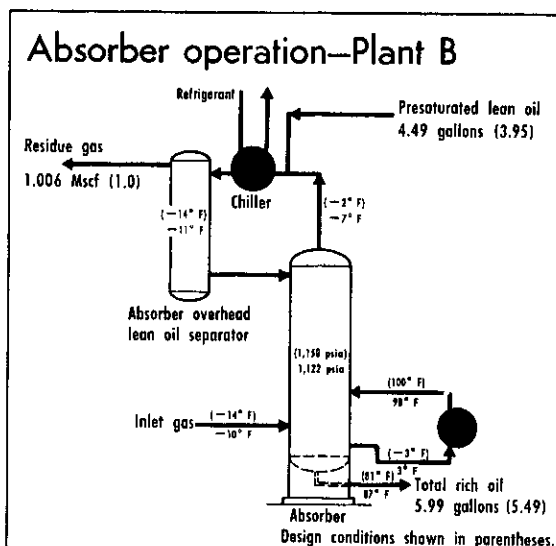 Absorber operation—Plant B
Refrigerant
Presaturated lean oil
4.49 gallons (3.95)
Residue gas
1.006 Mscf (1.0)
Chiller
(−2° F)
−7° F
(−14° F)
−11° F
Absorber overhead
lean oil separator
(1,150 psia)
1,122 psia
(100° F)
98° F
Inlet gas
(−14° F)
−10° F
(−3° F)
3° F
(81° F)
87° F
Total rich oil
5.99 gallons (5.49)
Absorber
Design conditions shown in parentheses.